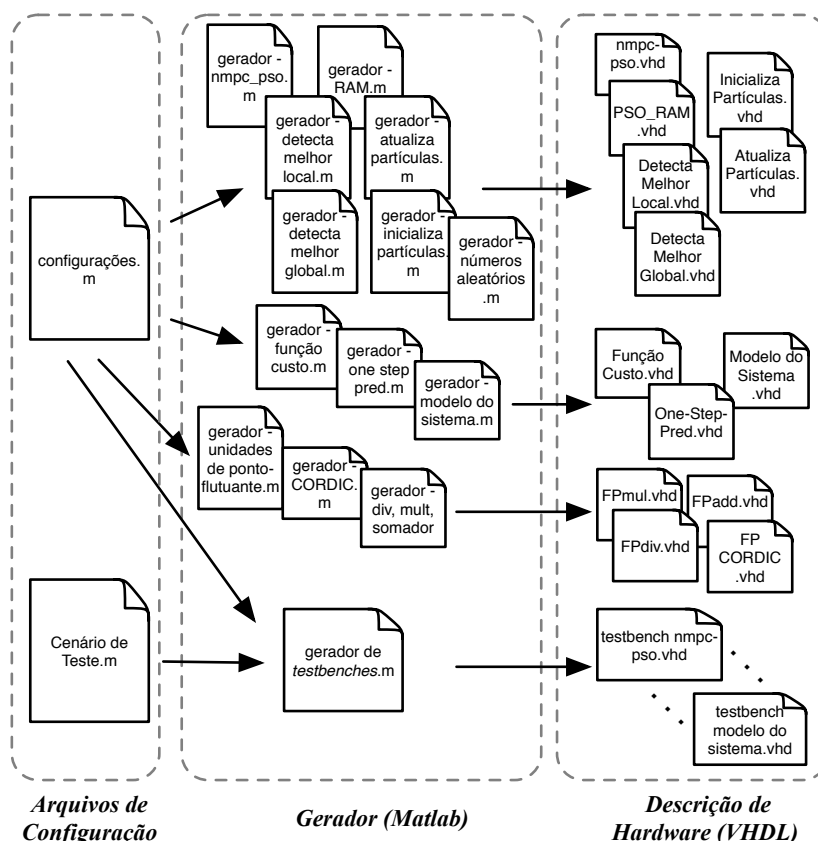 configurações.
m
Cenário de
Teste.m
Arquivos de
Configuração
gerador -
nmpc_pso.
m
gerador -
RAM.m
gerador -
detecta
melhor
local.m
gerador -
atualiza
partículas.
m
gerador -
detecta
melhor
global.m
gerador -
inicializa
partículas.
m
gerador -
números
aleatórios
.m
gerador -
função
custo.m
gerador -
one step
pred.m
gerador -
modelo do
sistema.m
gerador -
unidades
de ponto-
flutuante.m
gerador -
CORDIC.
m
gerador -
div, mult,
somador
gerador de
testbenches.m
Gerador (Matlab)
nmpc-
pso.vhd
Inicializa
Partículas.
vhd
PSO_RAM
.vhd
Atualiza
Partículas.
vhd
Detecta
Melhor
Local.vhd
Detecta
Melhor
Global.vhd
Função
Custo.vhd
Modelo do
Sistema
.vhd
One-Step-
Pred.vhd
FPmul.vhd
FPadd.vhd
FPdiv.vhd
FP
CORDIC
.vhd
testbench nmpc-
pso.vhd
testbench
modelo do
sistema.vhd
Descrição de
Hardware (VHDL)